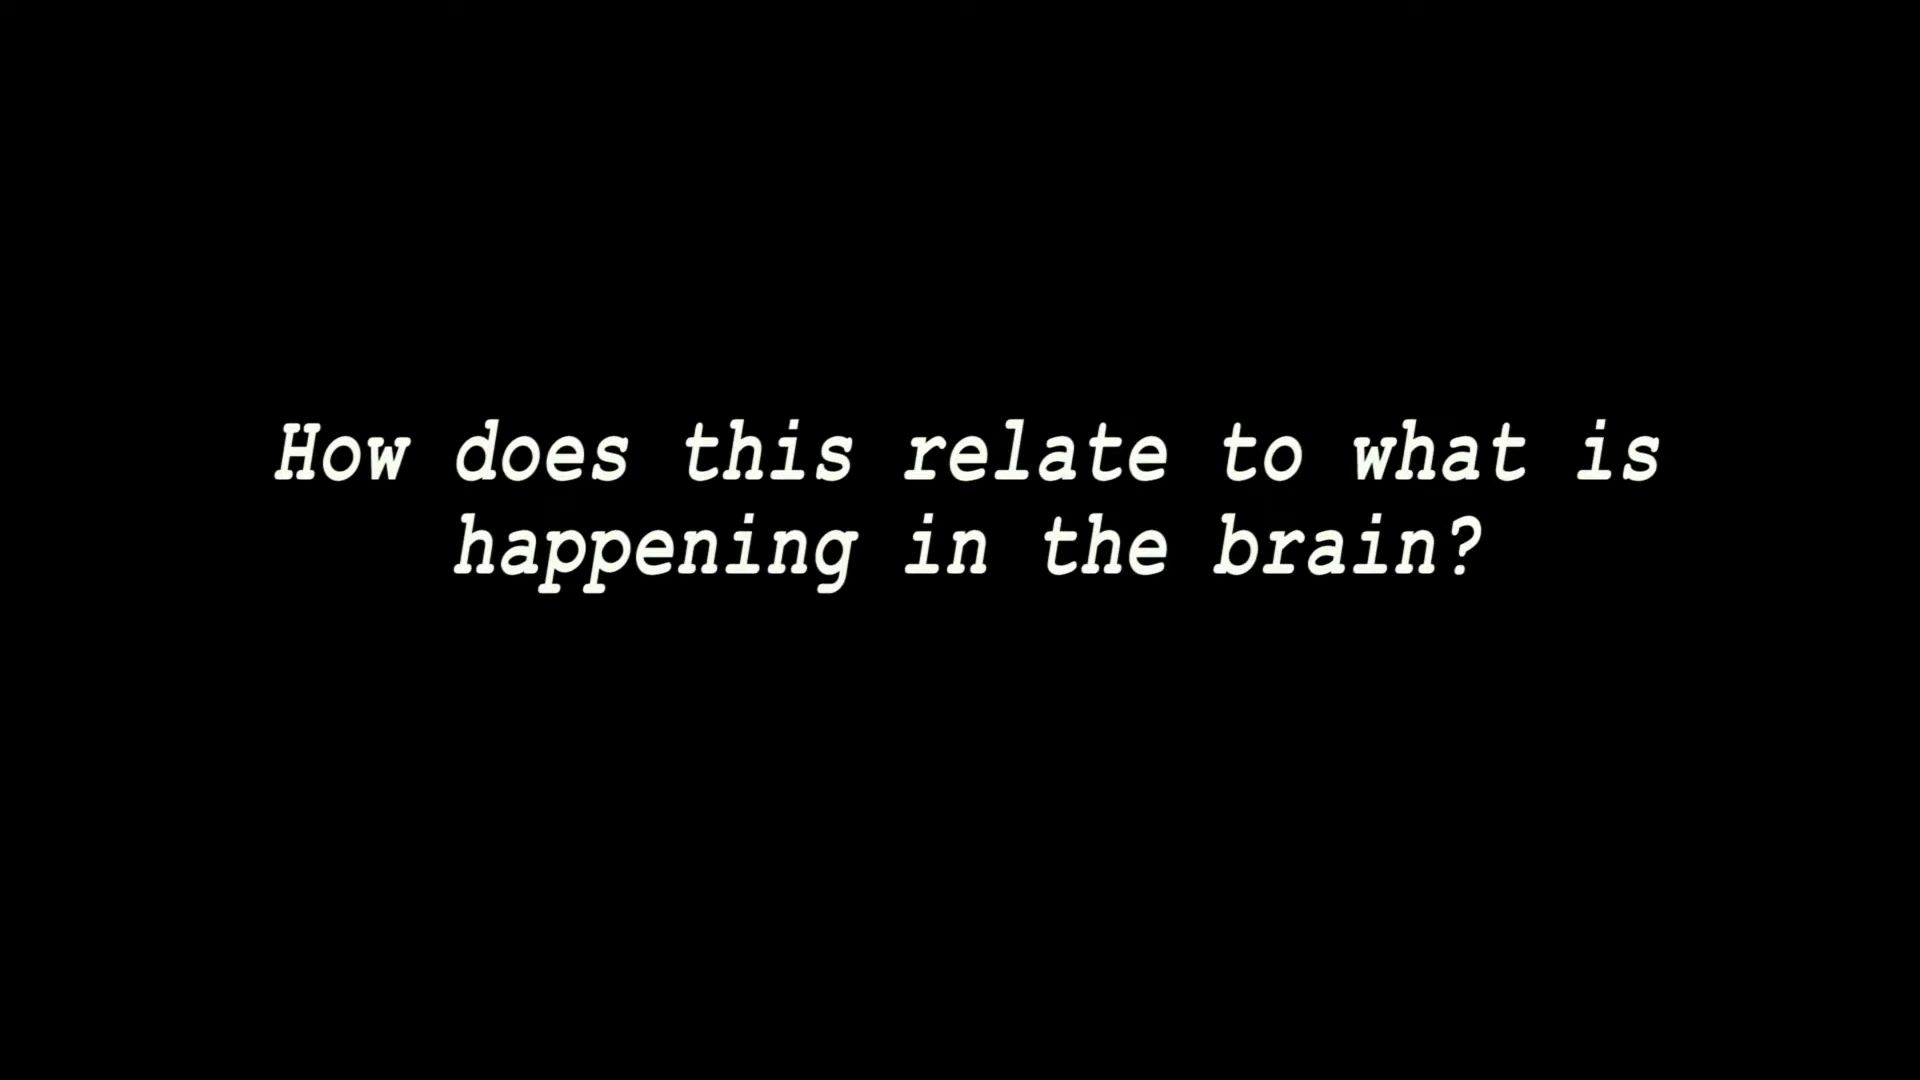 How does this relate to what is
happening in the brain?